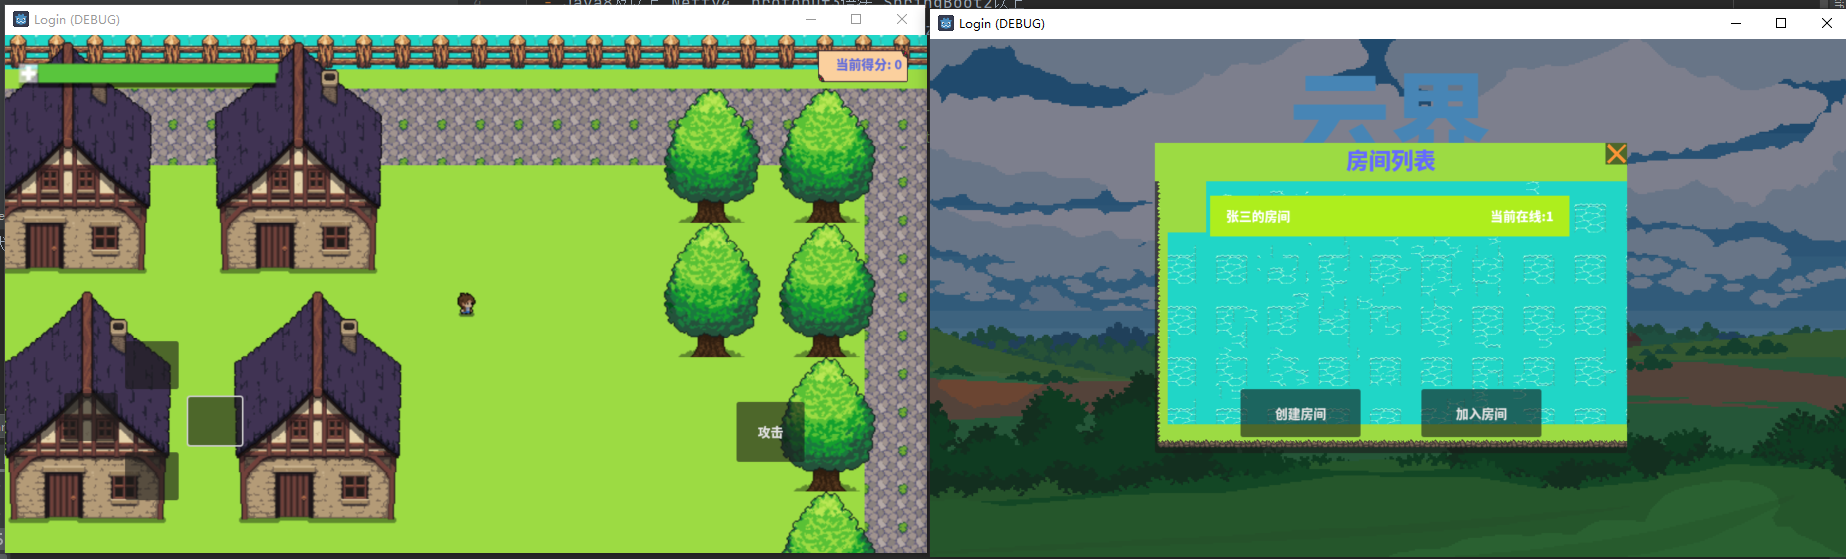 Login (DEBUG)
当前得分: 0
攻击
Login (DEBUG)
云界
房间列表
张三的房间
当前在线:1
创建房间
加入房间